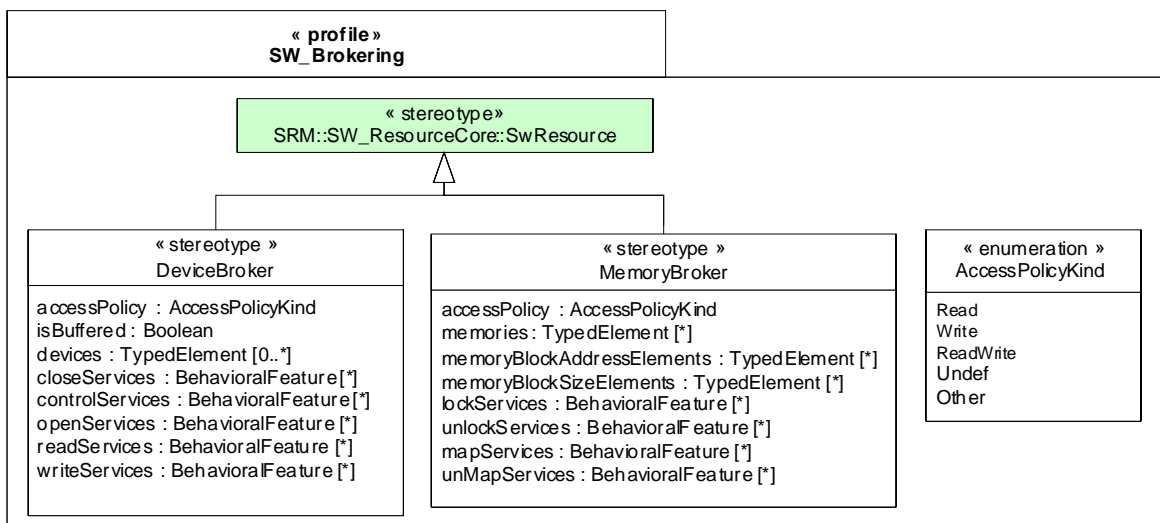 « profile»
SW_Brokering
« stereotype»
SRM::SW_ResourceCore::SwResource
« stereotype »
DeviceBroker
accessPolicy : AccessPolicyKind
isBuffered : Boolean
devices : TypedElement [0..*]
closeServices : BehavioralFeature[*]
controlServices : BehavioralFeature[*]
openServices : BehavioralFeature [*]
readServices : BehavioralFeature [*]
writeServices : BehavioralFeature [*]
« stereotype »
MemoryBroker
accessPolicy : AccessPolicyKind
memories : TypedElement [*]
memoryBlockAddressElements : TypedElement [*]
memoryBlockSizeElements : TypedElement [*]
lockServices : BehavioralFeature [*]
unlockServices : BehavioralFeature [*]
mapServices : BehavioralFeature [*]
unMapServices : BehavioralFeature [*]
« enumeration »
AccessPolicyKind
Read
Write
ReadWrite
Undef
Other